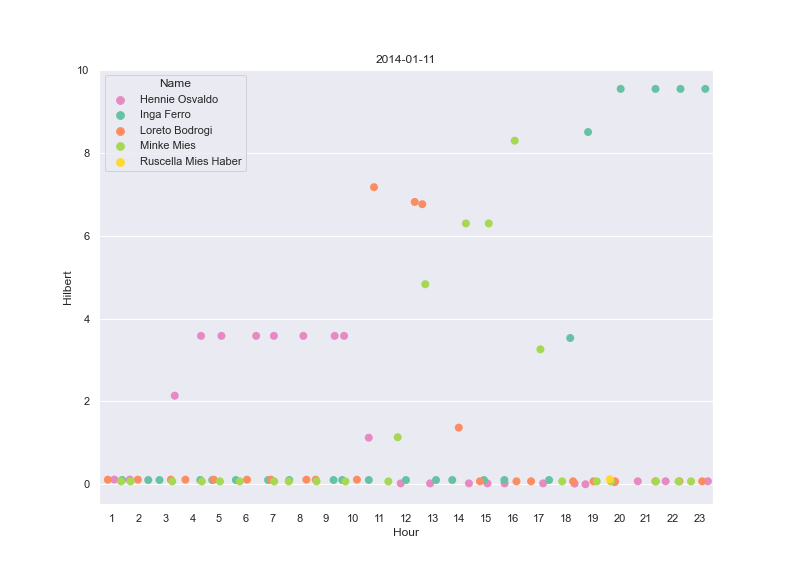 2014-01-11
10
8
6
4
2
0
Hilbert
Name
Hennie Osvaldo
Inga Ferro
Loreto Bodrogi
Minke Mies
Ruscella Mies Haber
1 2 3 4 5 6 7 8 9 10 11 12 13 14 15 16 17 18 19 20 21 22 23
Hour